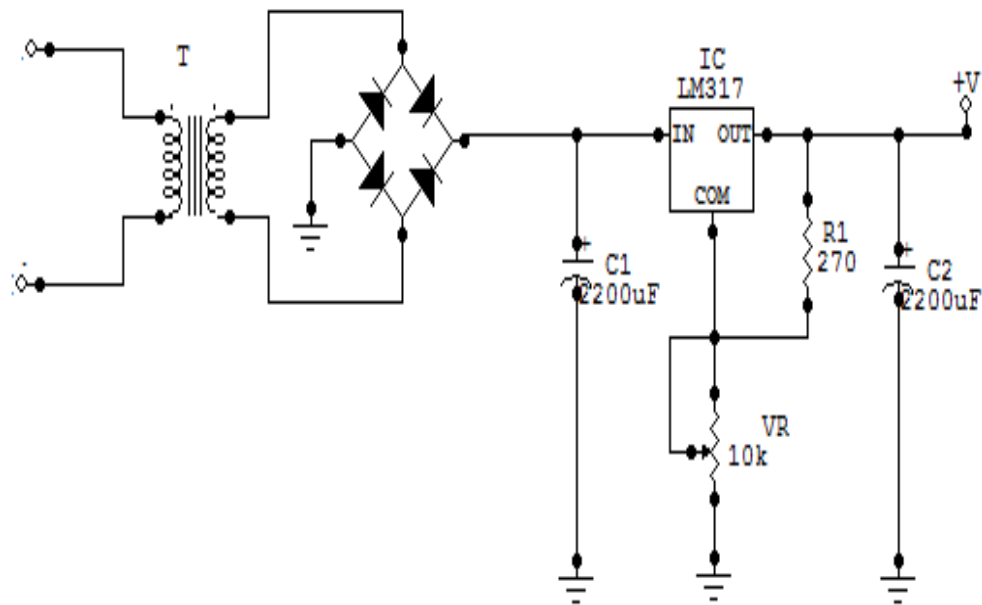 T
IC
LM317
+V
IN OUT
COM
R1
270
C1
2200uF
C2
2200uF
VR
10k
+
+